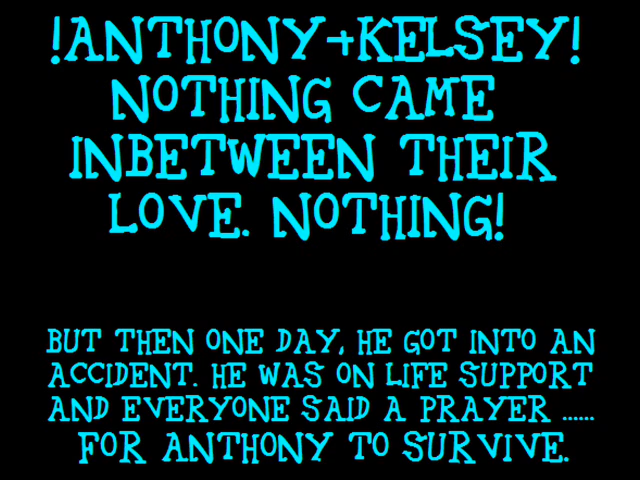 !ANTHONY+KELSEY!
NOTHING CAME
INBETWEEN THEIR
LOVE. NOTHING!
BUT THEN ONE DAY, HE GOT INTO AN
ACCIDENT. HE WAS ON LIFE SUPPORT
AND EVERYONE SAID A PRAYER ......
FOR ANTHONY TO SURVIVE.